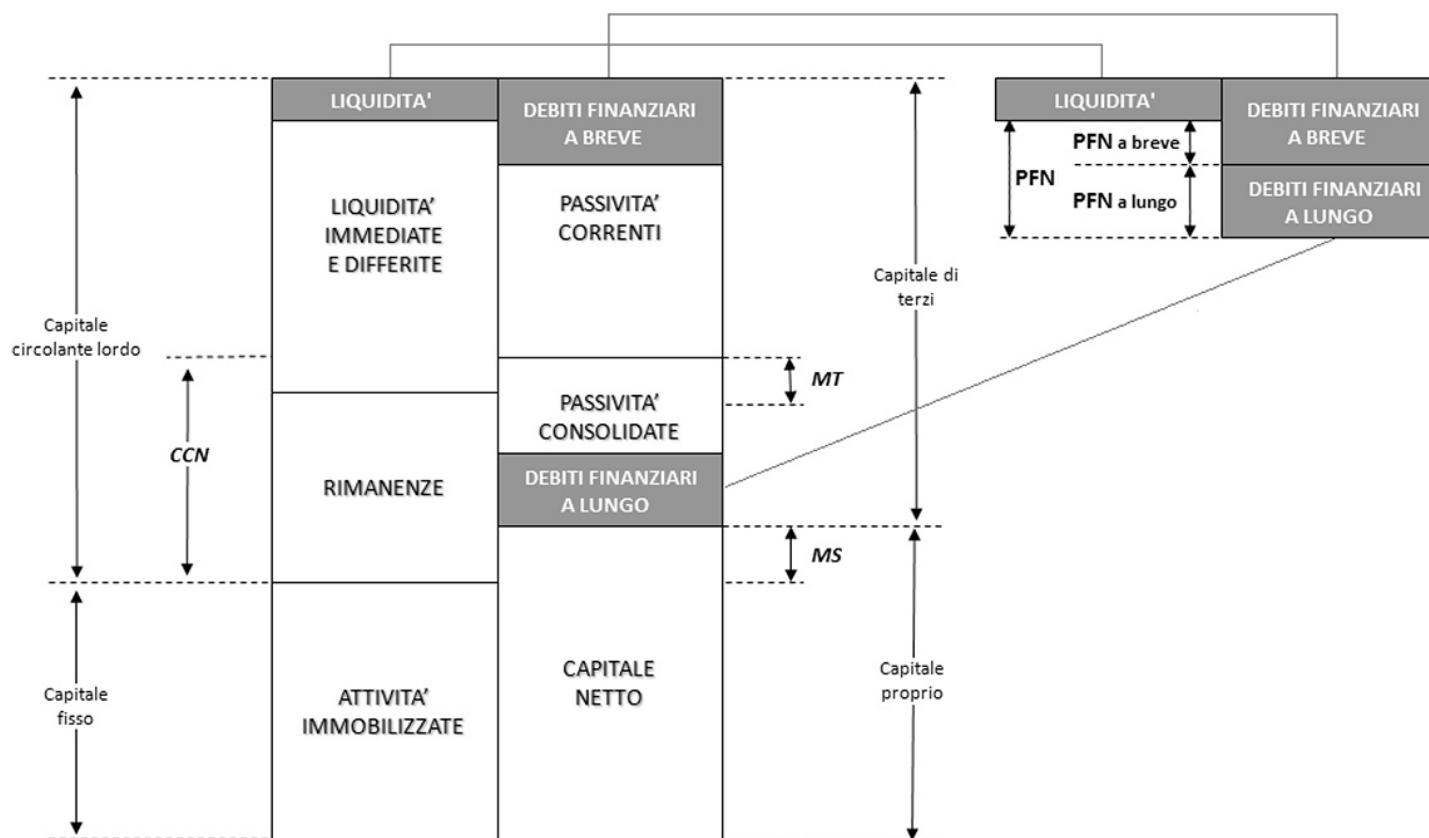 LIQUIDITA'
DEBITI FINANZIARI
A BREVE
LIQUIDITA’
IMMEDIATE
E DIFFERITE
PASSIVITA’
CORRENTI
Capitale
circolante lordo
CCN
RIMANENZE
PASSIVITA’
CONSOLIDATE
DEBITI FINANZIARI
A LUNGO
MT
MS
Capitale di
terzi
Capitale
fisso
ATTIVITA’
IMMOBILIZZATE
CAPITALE
NETTO
Capitale
proprio
LIQUIDITA'
DEBITI FINANZIARI
A BREVE
PFN a breve
PFN
PFN a lungo
DEBITI FINANZIARI
A LUNGO